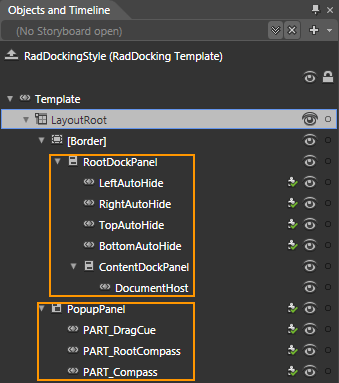 Objects and Timeline
(No Storyboard open)
RadDockingStyle (RadDocking Template)
Template
LayoutRoot
[Border]
RootDockPanel
LeftAutoHide
RightAutoHide
TopAutoHide
BottomAutoHide
ContentDockPanel
DocumentHost
PopupPanel
PART_DragCue
PART_RootCompass
PART_Compass